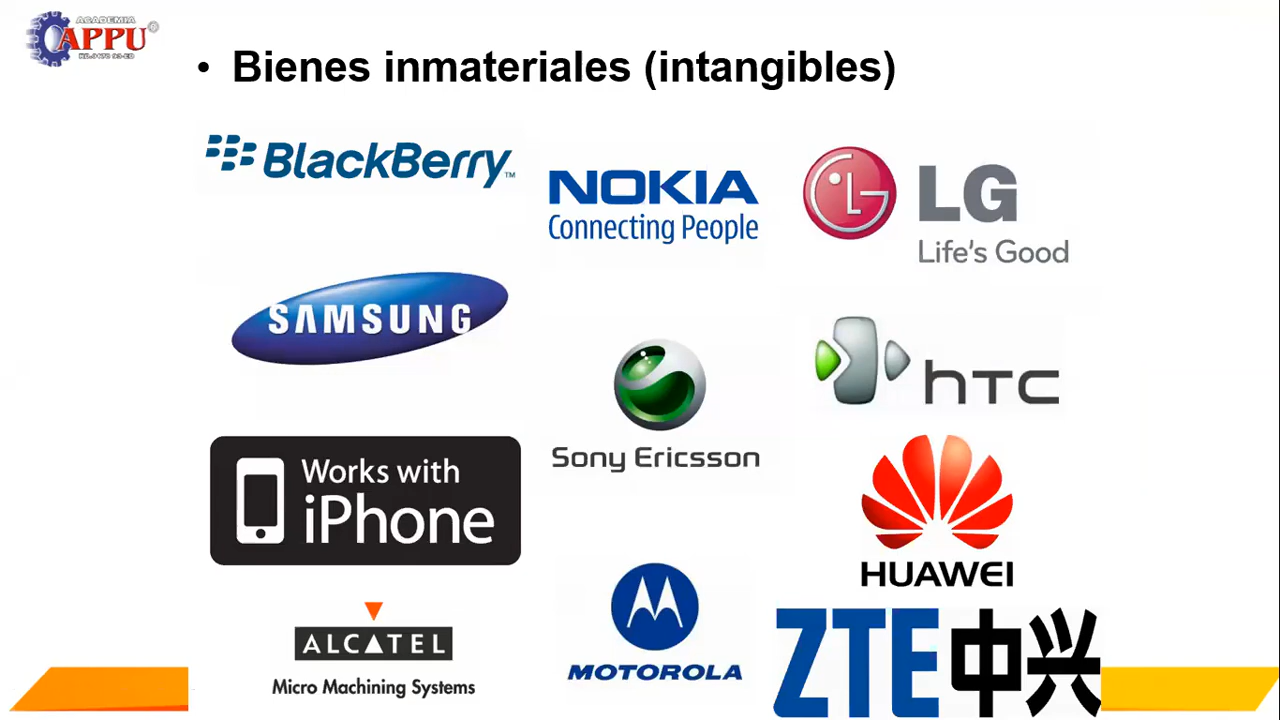 ACADEMIA
APPU®
• Bienes inmateriales (intangibles)
BlackBerry™
NOKIA
Connecting People
LG
Life's Good
SAMSUNG
Sony Ericsson
hTC
Works with
iPhone
HUAWEI
ALCATEL
Micro Machining Systems
MOTOROLA
ZTE中兴